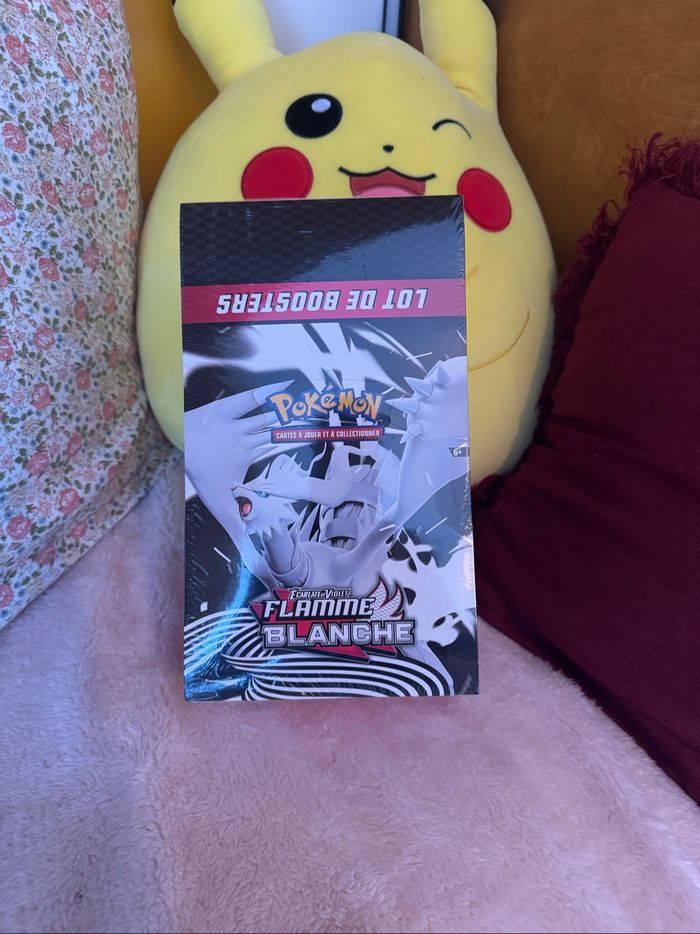 LOT DE BOOSTERS
POKéMON
CARTES À JOUER ET À COLLECTIONNER
6+
ÉCARLATE ET VIOLET
FLAMME
BLANCHE